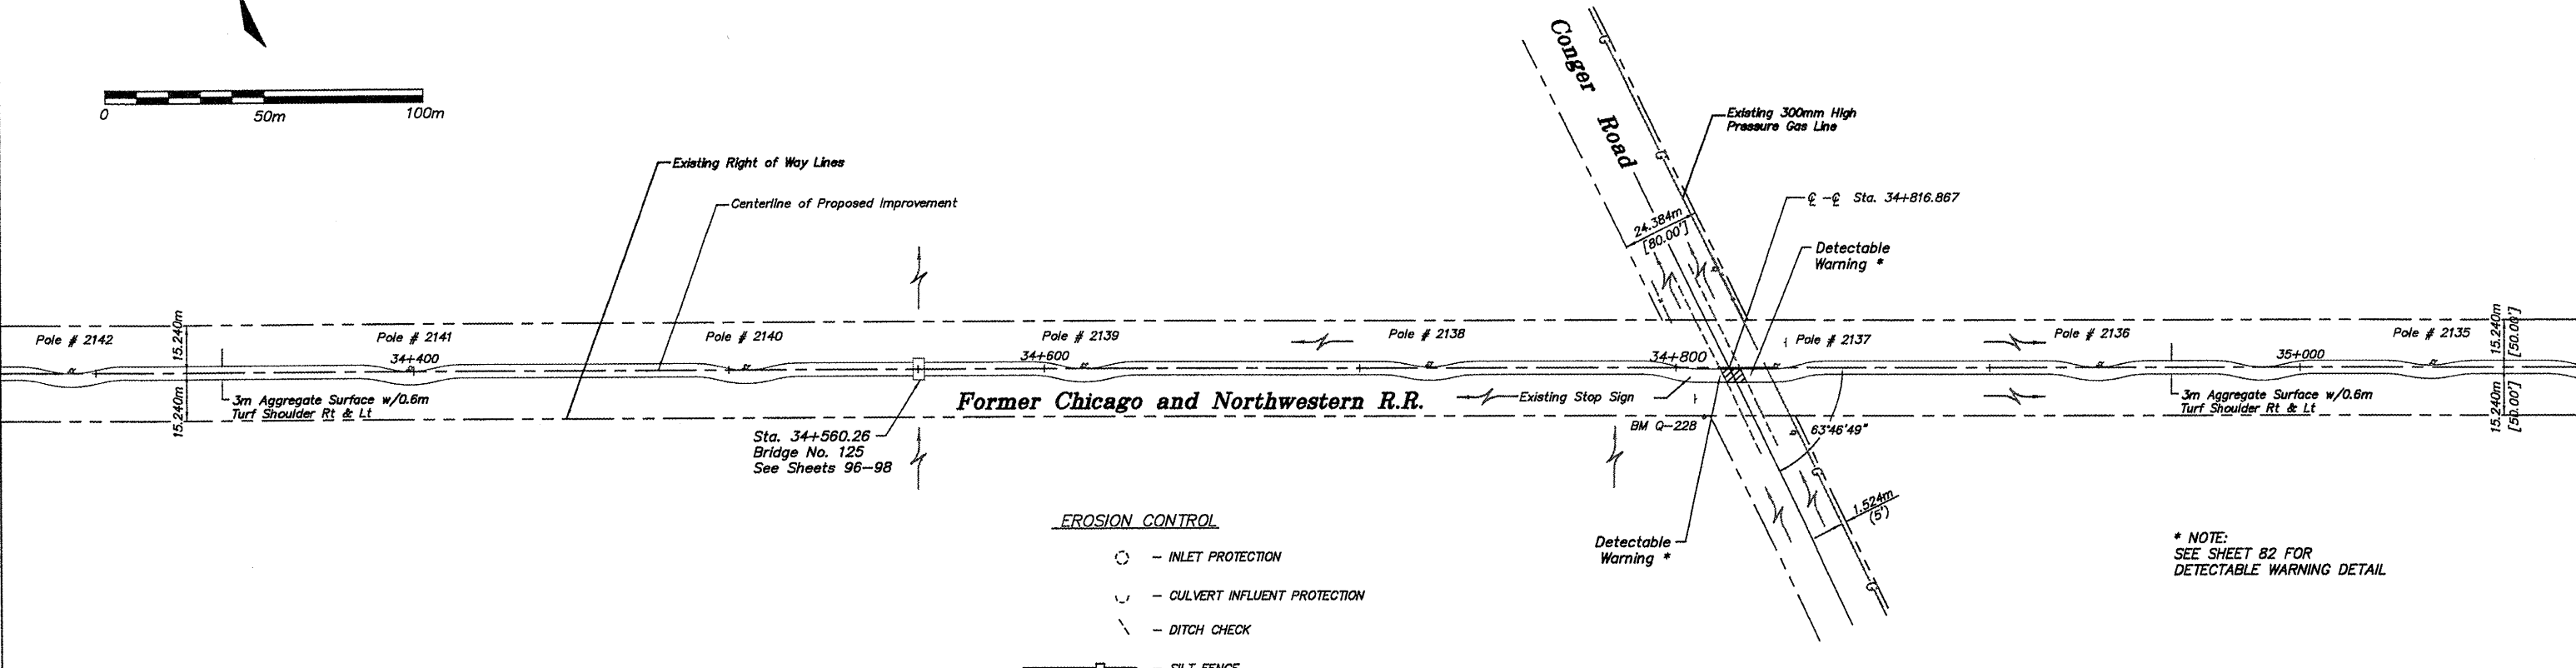 0 50m 100m
Existing Right of Way Lines
Centerline of Proposed Improvement
Conger Road
Existing 300mm High
Pressure Gas Line
24.384m
[80.00']
℄ -℄ Sta. 34+816.867
Detectable
Warning *
Pole # 2142
15.240m
15.240m
Pole # 2141
Pole # 2140
Pole # 2139
Pole # 2138
Pole # 2137
Pole # 2136
Pole # 2135
15.240m
[50.00']
15.240m
[50.00']
34+400
34+600
34+800
35+000
3m Aggregate Surface w/0.6m
Turf Shoulder Rt & Lt
Former Chicago and Northwestern R.R.
Existing Stop Sign
3m Aggregate Surface w/0.6m
Turf Shoulder Rt & Lt
BM Q-228
63°46'49"
Sta. 34+560.26
Bridge No. 125
See Sheets 96-98
G
G
G
G
1.524m
(5')
Detectable
Warning *
EROSION CONTROL
- INLET PROTECTION
- CULVERT INFLUENT PROTECTION
- DITCH CHECK
- SILT FENCE
* NOTE:
SEE SHEET 82 FOR
DETECTABLE WARNING DETAIL